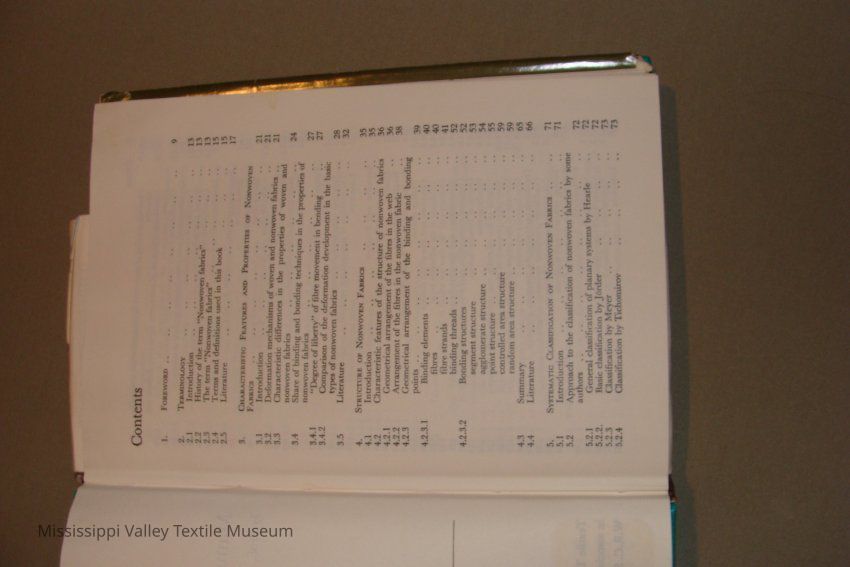 Contents
1. FOREWORD .. .. .. .. .. .. .. .. 9
2. TERMINOLOGY .. .. .. .. .. .. .. 13
2.1 Introduction .. .. .. .. .. .. .. 13
2.2 History of the term "Nonwoven fabrics" .. .. .. 13
2.3 The term "Nonwoven fabrics" .. .. .. .. 15
2.4 Terms and definitions used in this book .. .. .. 15
2.5 Literature .. .. .. .. .. .. .. 17
3. CHARACTERISTIC FEATURES AND PROPERTIES OF NONWOVEN
FABRICS .. .. .. .. .. .. .. .. 21
3.1 Introduction .. .. .. .. .. .. .. 21
3.2 Deformation mechanisms of woven and nonwoven fabrics .. 21
3.3 Characteristic differences in the properties of woven and
nonwoven fabrics .. .. .. .. .. .. 24
3.4 Share of binding and bonding techniques in the properties of
nonwoven fabrics .. .. .. .. .. .. 27
3.4.1 "Degree of liberty" of fibre movement in bonding .. 27
3.4.2 Comparison of the deformation development in the basic
types of nonwoven fabrics .. .. .. .. 28
3.5 Literature .. .. .. .. .. .. .. 32
4. STRUCTURE OF NONWOVEN FABRICS .. .. .. .. 35
4.1 Introduction .. .. .. .. .. .. .. 35
4.2 Characteristic features of the structure of nonwoven fabrics 36
4.2.1 Geometrical arrangement of the fibres in the web .. 36
4.2.2 Arrangement of the fibres in the nonwoven fabric .. 38
4.2.3 Geometrical arrangement of the binding and bonding
points .. .. .. .. .. .. .. 39
4.2.3.1 Binding elements .. .. .. .. .. 40
fibres .. .. .. .. .. .. 40
fibre strands .. .. .. .. .. 41
binding threads .. .. .. .. .. 52
4.2.3.2 Bonding structures .. .. .. .. .. 52
segment structure .. .. .. .. .. 53
agglomerate structure .. .. .. .. 54
point structure .. .. .. .. .. 55
controlled area structure .. .. .. .. 59
random area structure .. .. .. .. 59
4.3 Summary .. .. .. .. .. .. .. 65
4.4 Literature .. .. .. .. .. .. .. 66
5. SYSTEMATIC CLASSIFICATION OF NONWOVEN FABRICS .. .. 71
5.1 Introduction .. .. .. .. .. .. .. 71
5.2 Approach to the classification of nonwoven fabrics by some
authors .. .. .. .. .. .. .. 72
5.2.1 General classification of planary systems by Hearle .. 72
5.2.2. Basic classification by Jörder .. .. .. .. 72
5.2.3 Classification by Meyer .. .. .. .. .. 73
5.2.4 Classification by Tichomirov .. .. .. .. 73
Mississippi Valley Textile Museum